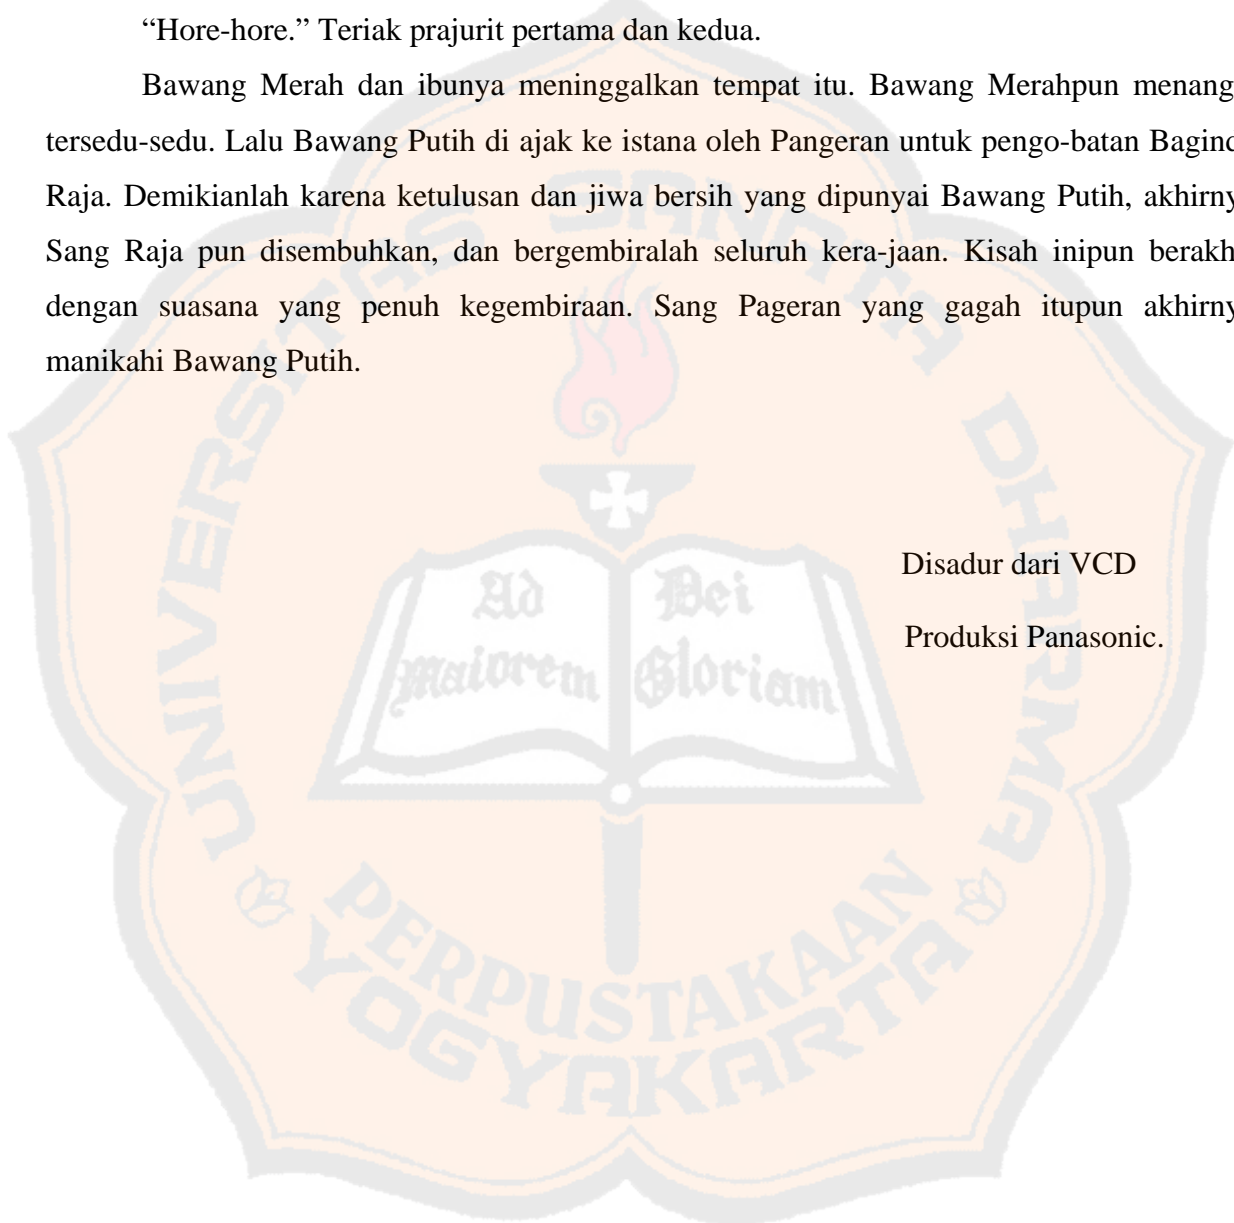 “Hore-hore.” Teriak prajurit pertama dan kedua.
Bawang Merah dan ibunya meninggalkan tempat itu. Bawang Merahpun menang
tersedu-sedu. Lalu Bawang Putih di ajak ke istana oleh Pangeran untuk pengo-batan Bagind
Raja. Demikianlah karena ketulusan dan jiwa bersih yang dipunyai Bawang Putih, akhirny
Sang Raja pun disembuhkan, dan bergembiralah seluruh kera-jaan. Kisah inipun berakh
dengan suasana yang penuh kegembiraan. Sang Pageran yang gagah itupun akhirny
manikahi Bawang Putih.
Disadur dari VCD
Produksi Panasonic.
UNIVERSITAS SANATA DHARMA
Ad Dei
Maiorem Gloriam
PERPUSTAKAAN
YOGYAKARTA